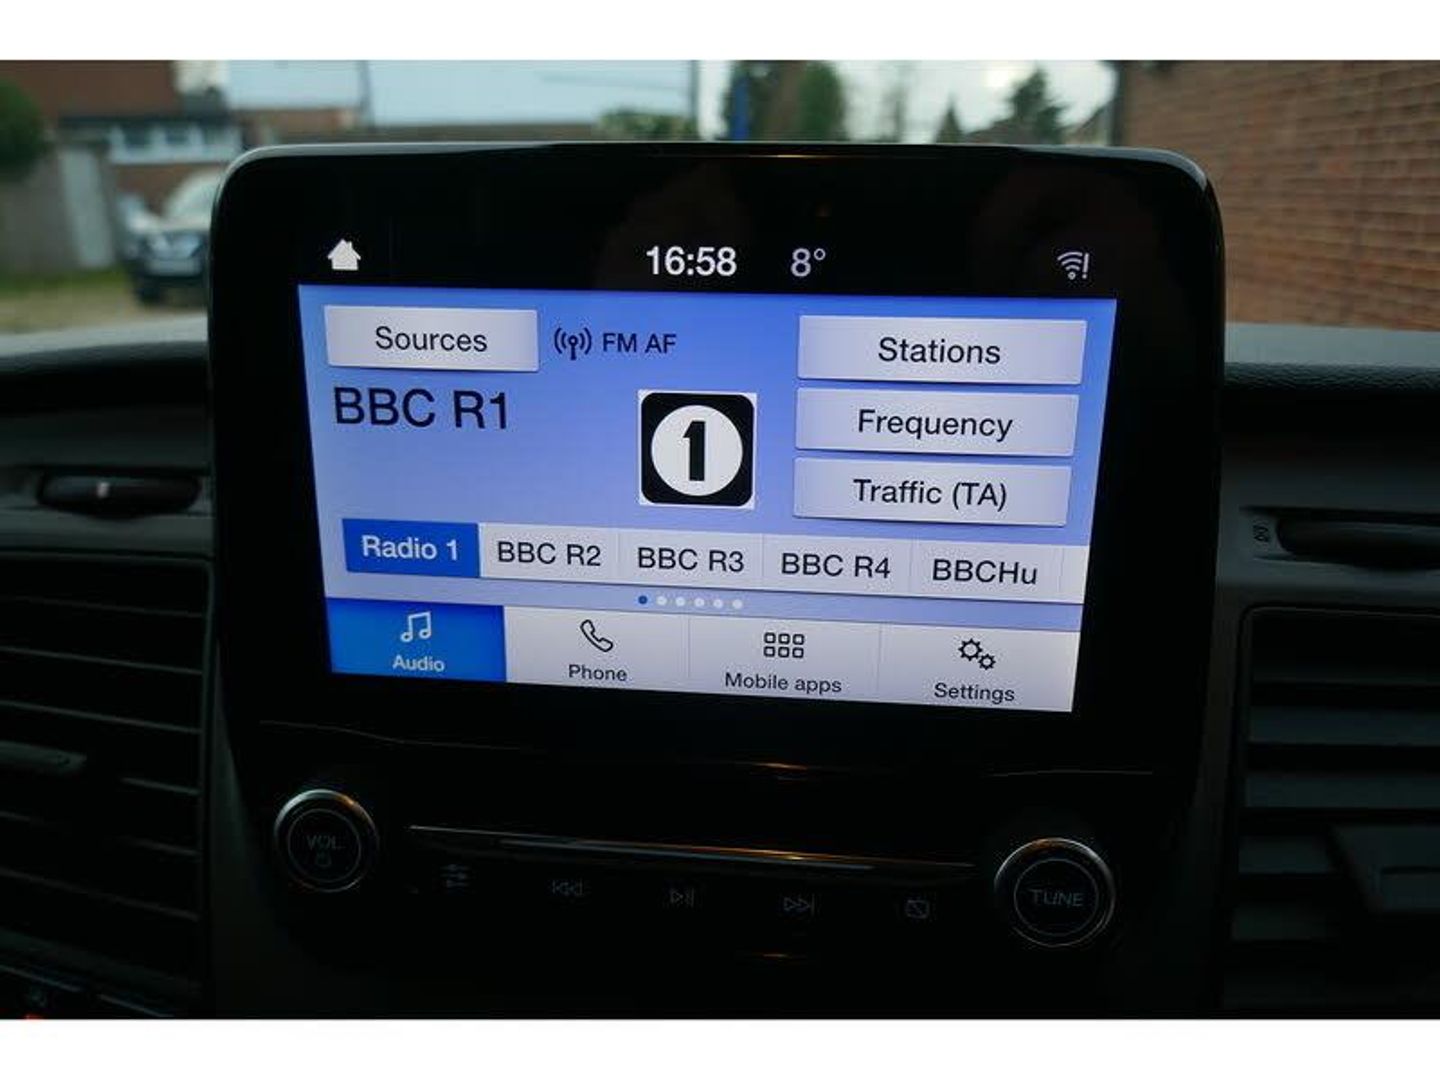 16:58 8°
Sources FM AF Stations
BBC R1
1
Frequency
Traffic (TA)
Radio 1 BBC R2 BBC R3 BBC R4 BBCHu
Audio Phone Mobile apps Settings
VOL
TUNE